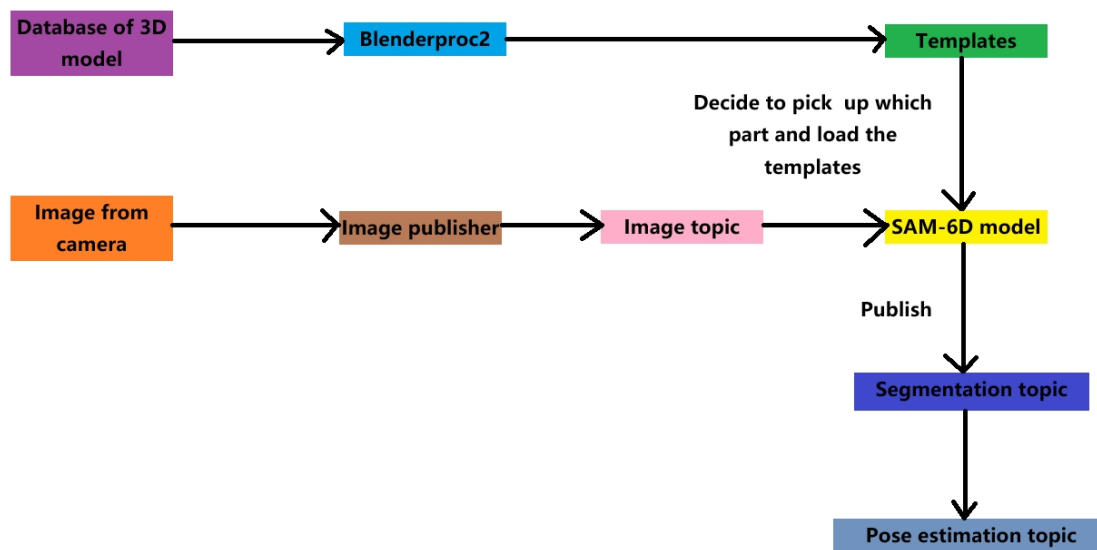 Database of 3D
model
Blenderproc2
Templates
Decide to pick up which
part and load the
templates
Image from
camera
Image publisher
Image topic
SAM-6D model
Publish
Segmentation topic
Pose estimation topic